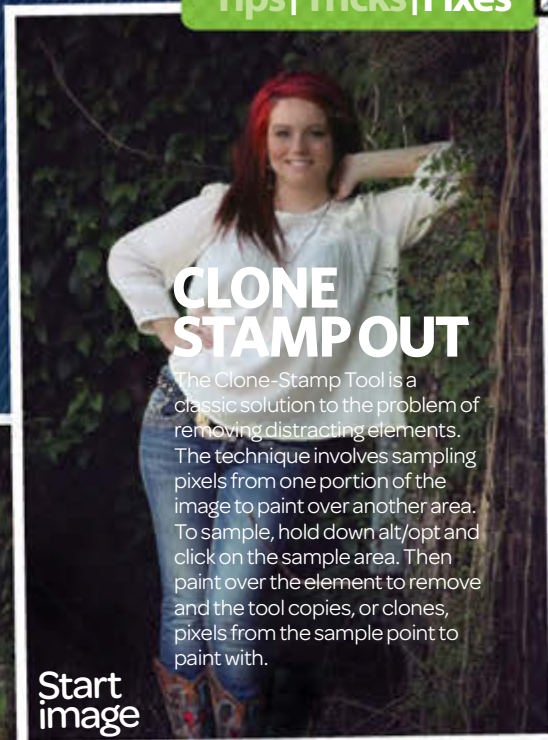 Tips|Tricks|Fixes
CLONE
STAMP OUT
The Clone-Stamp Tool is a
classic solution to the problem of
removing distracting elements.
The technique involves sampling
pixels from one portion of the
image to paint over another area.
To sample, hold down alt/opt and
click on the sample area. Then
paint over the element to remove
and the tool copies, or clones,
pixels from the sample point to
paint with.
Start
image